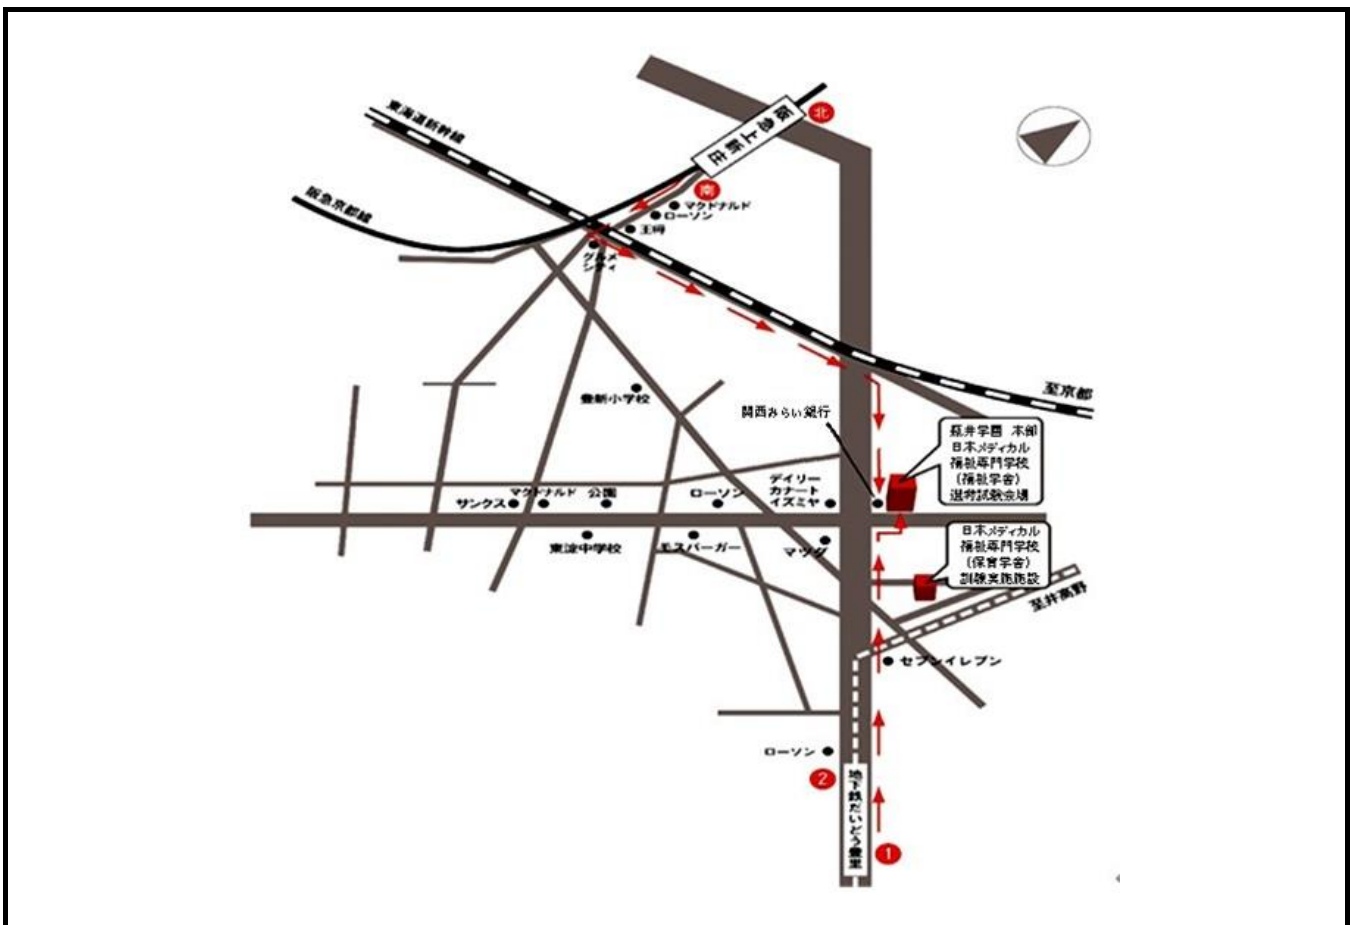 東海道新幹線
阪急上新庄
北
阪急京都線
南
マクドナルド
ローソン
王将
グルメ
シティ
至京都
豊新小学校
関西みらい銀行
瓶井学園 本部
日本メディカル
福祉専門学校
(福祉学舎)
選考試験会場
サンクス
マクドナルド
公園
ローソン
デイリー
カナート
イズミヤ
東淀中学校
モスバーガー
マツダ
日本メディカル
福祉専門学校
(保育学舎)
訓練実施施設
至井高野
セブンイレブン
ローソン
2
地下鉄だいどう豊里
1